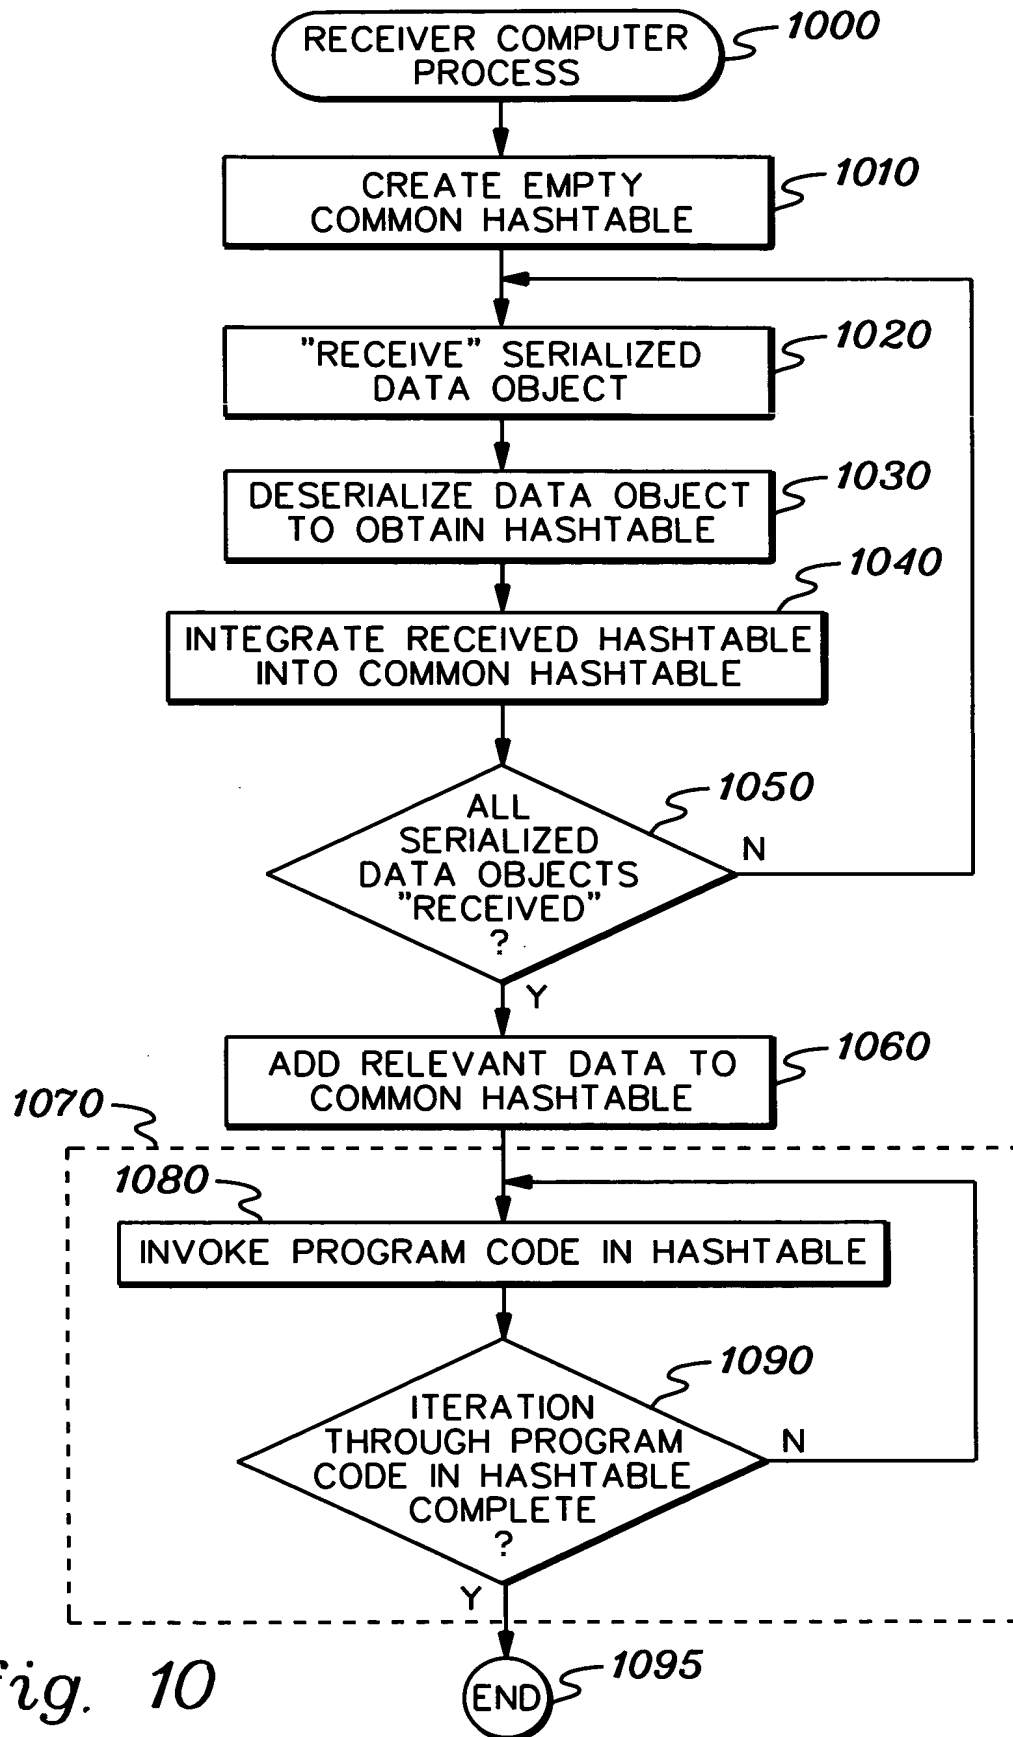 RECEIVER COMPUTER
PROCESS
1000
CREATE EMPTY
COMMON HASHTABLE
1010
"RECEIVE" SERIALIZED
DATA OBJECT
1020
DESERIALIZE DATA OBJECT
TO OBTAIN HASHTABLE
1030
1040
INTEGRATE RECEIVED HASHTABLE
INTO COMMON HASHTABLE
1050
ALL
SERIALIZED
DATA OBJECTS
"RECEIVED"
?
N
Y
ADD RELEVANT DATA TO
COMMON HASHTABLE
1060
1070
1080
INVOKE PROGRAM CODE IN HASHTABLE
1090
ITERATION
THROUGH PROGRAM
CODE IN HASHTABLE
COMPLETE
?
N
Y
END
1095
fig. 10